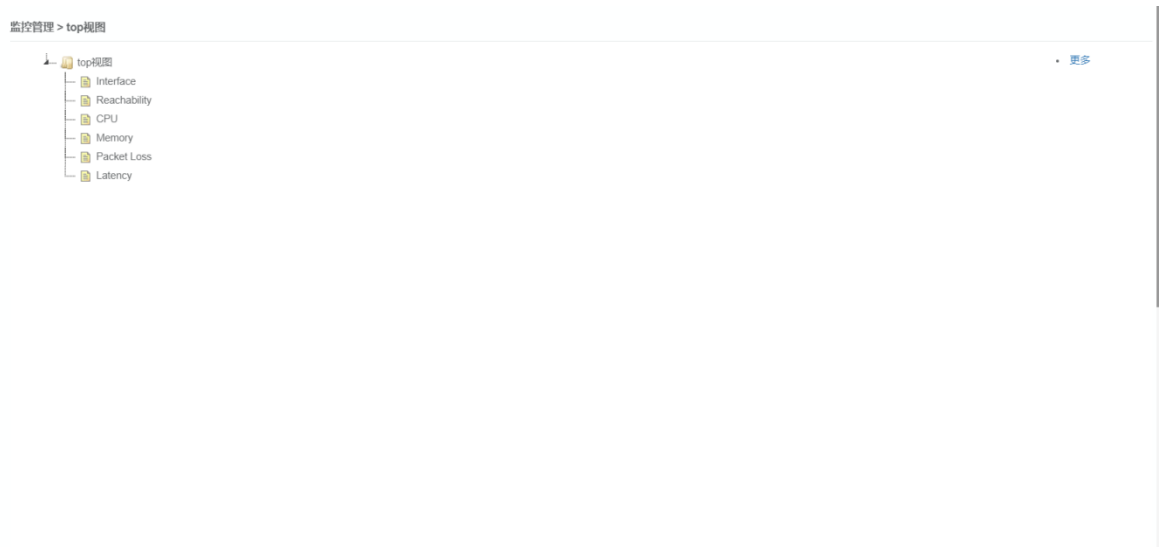 监控管理 > top视图
top视图
更多
Interface
Reachability
CPU
Memory
Packet Loss
Latency